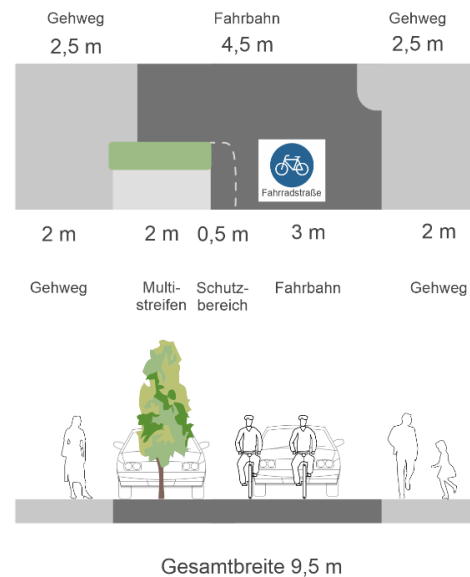 Gehweg Fahrbahn Gehweg
2,5 m 4,5 m 2,5 m
Fahrradstraße
2 m 2 m 0,5 m 3 m 2 m
Gehweg Multi- Schutz- Fahrbahn Gehweg
streifen bereich
Gesamtbreite 9,5 m